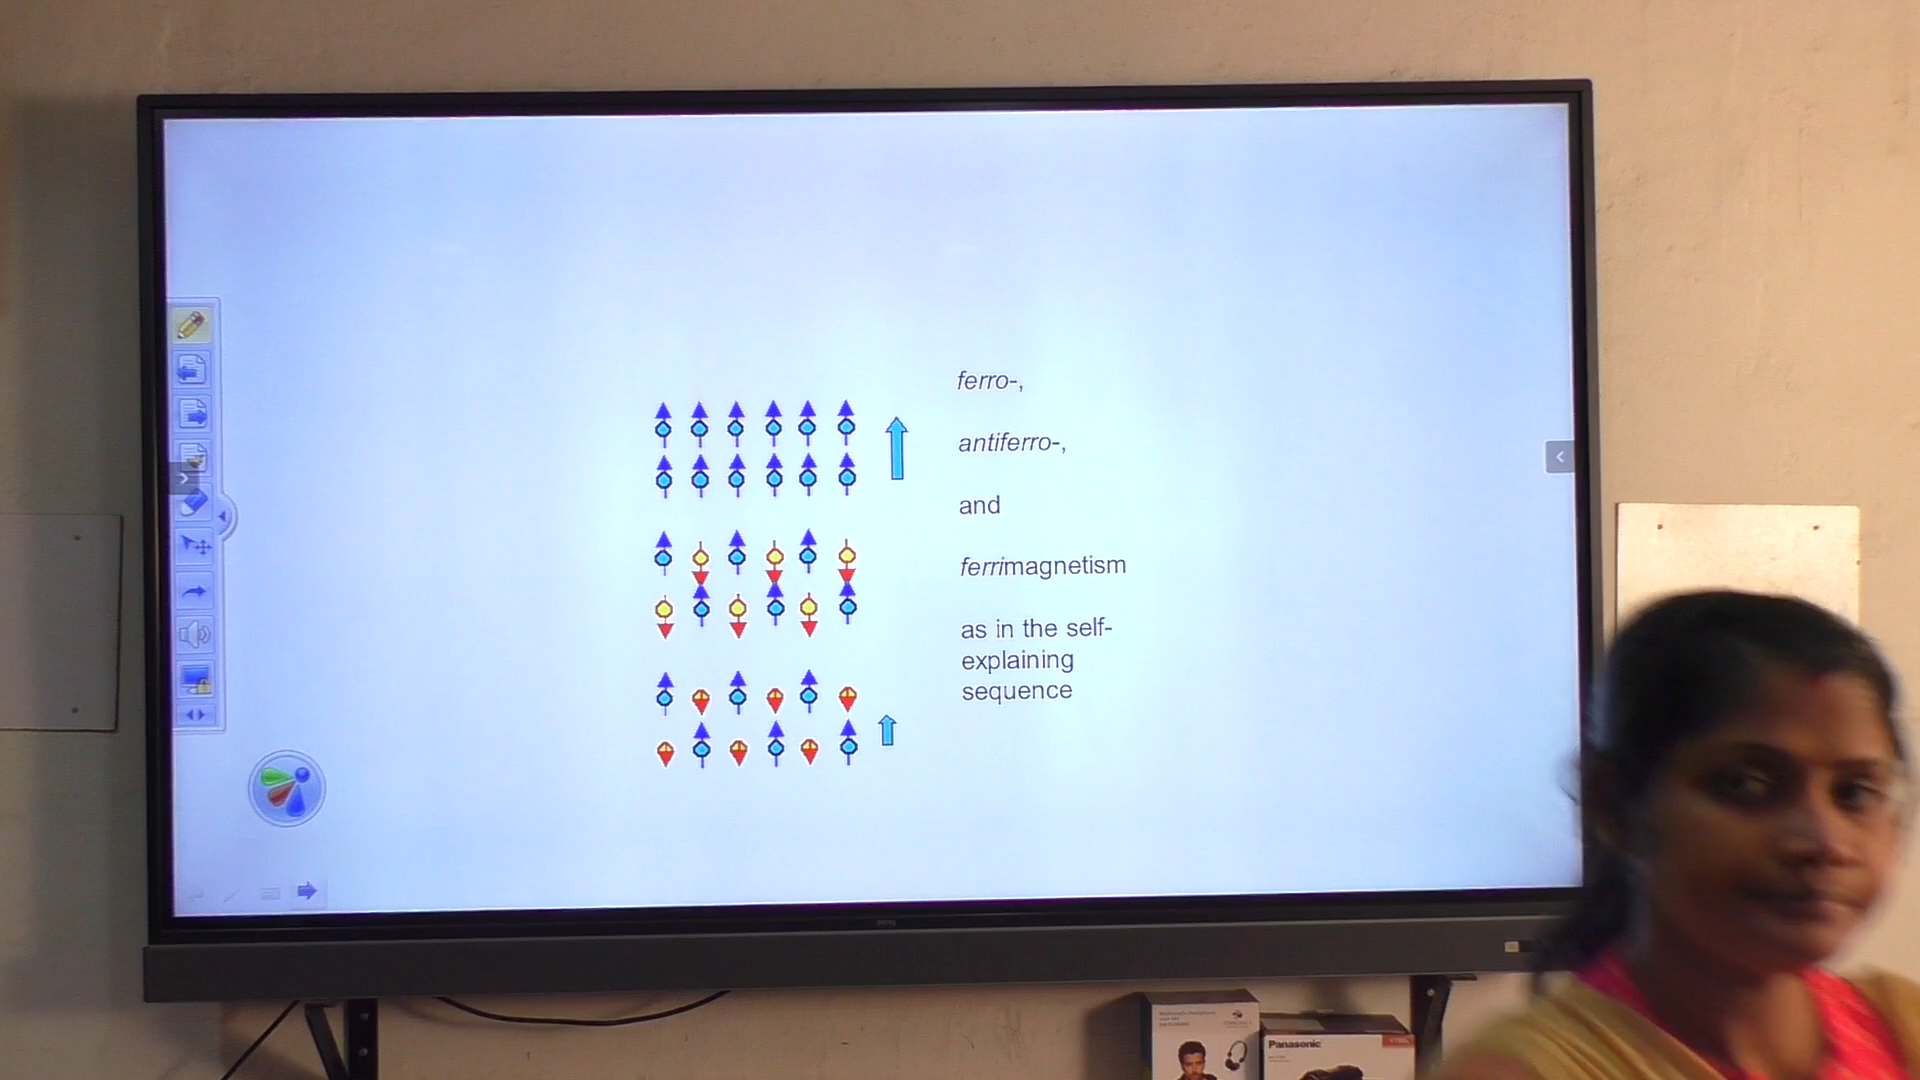 ferro-,
antiferro-,
and
ferrimagnetism
as in the self-
explaining
sequence
Panasonic